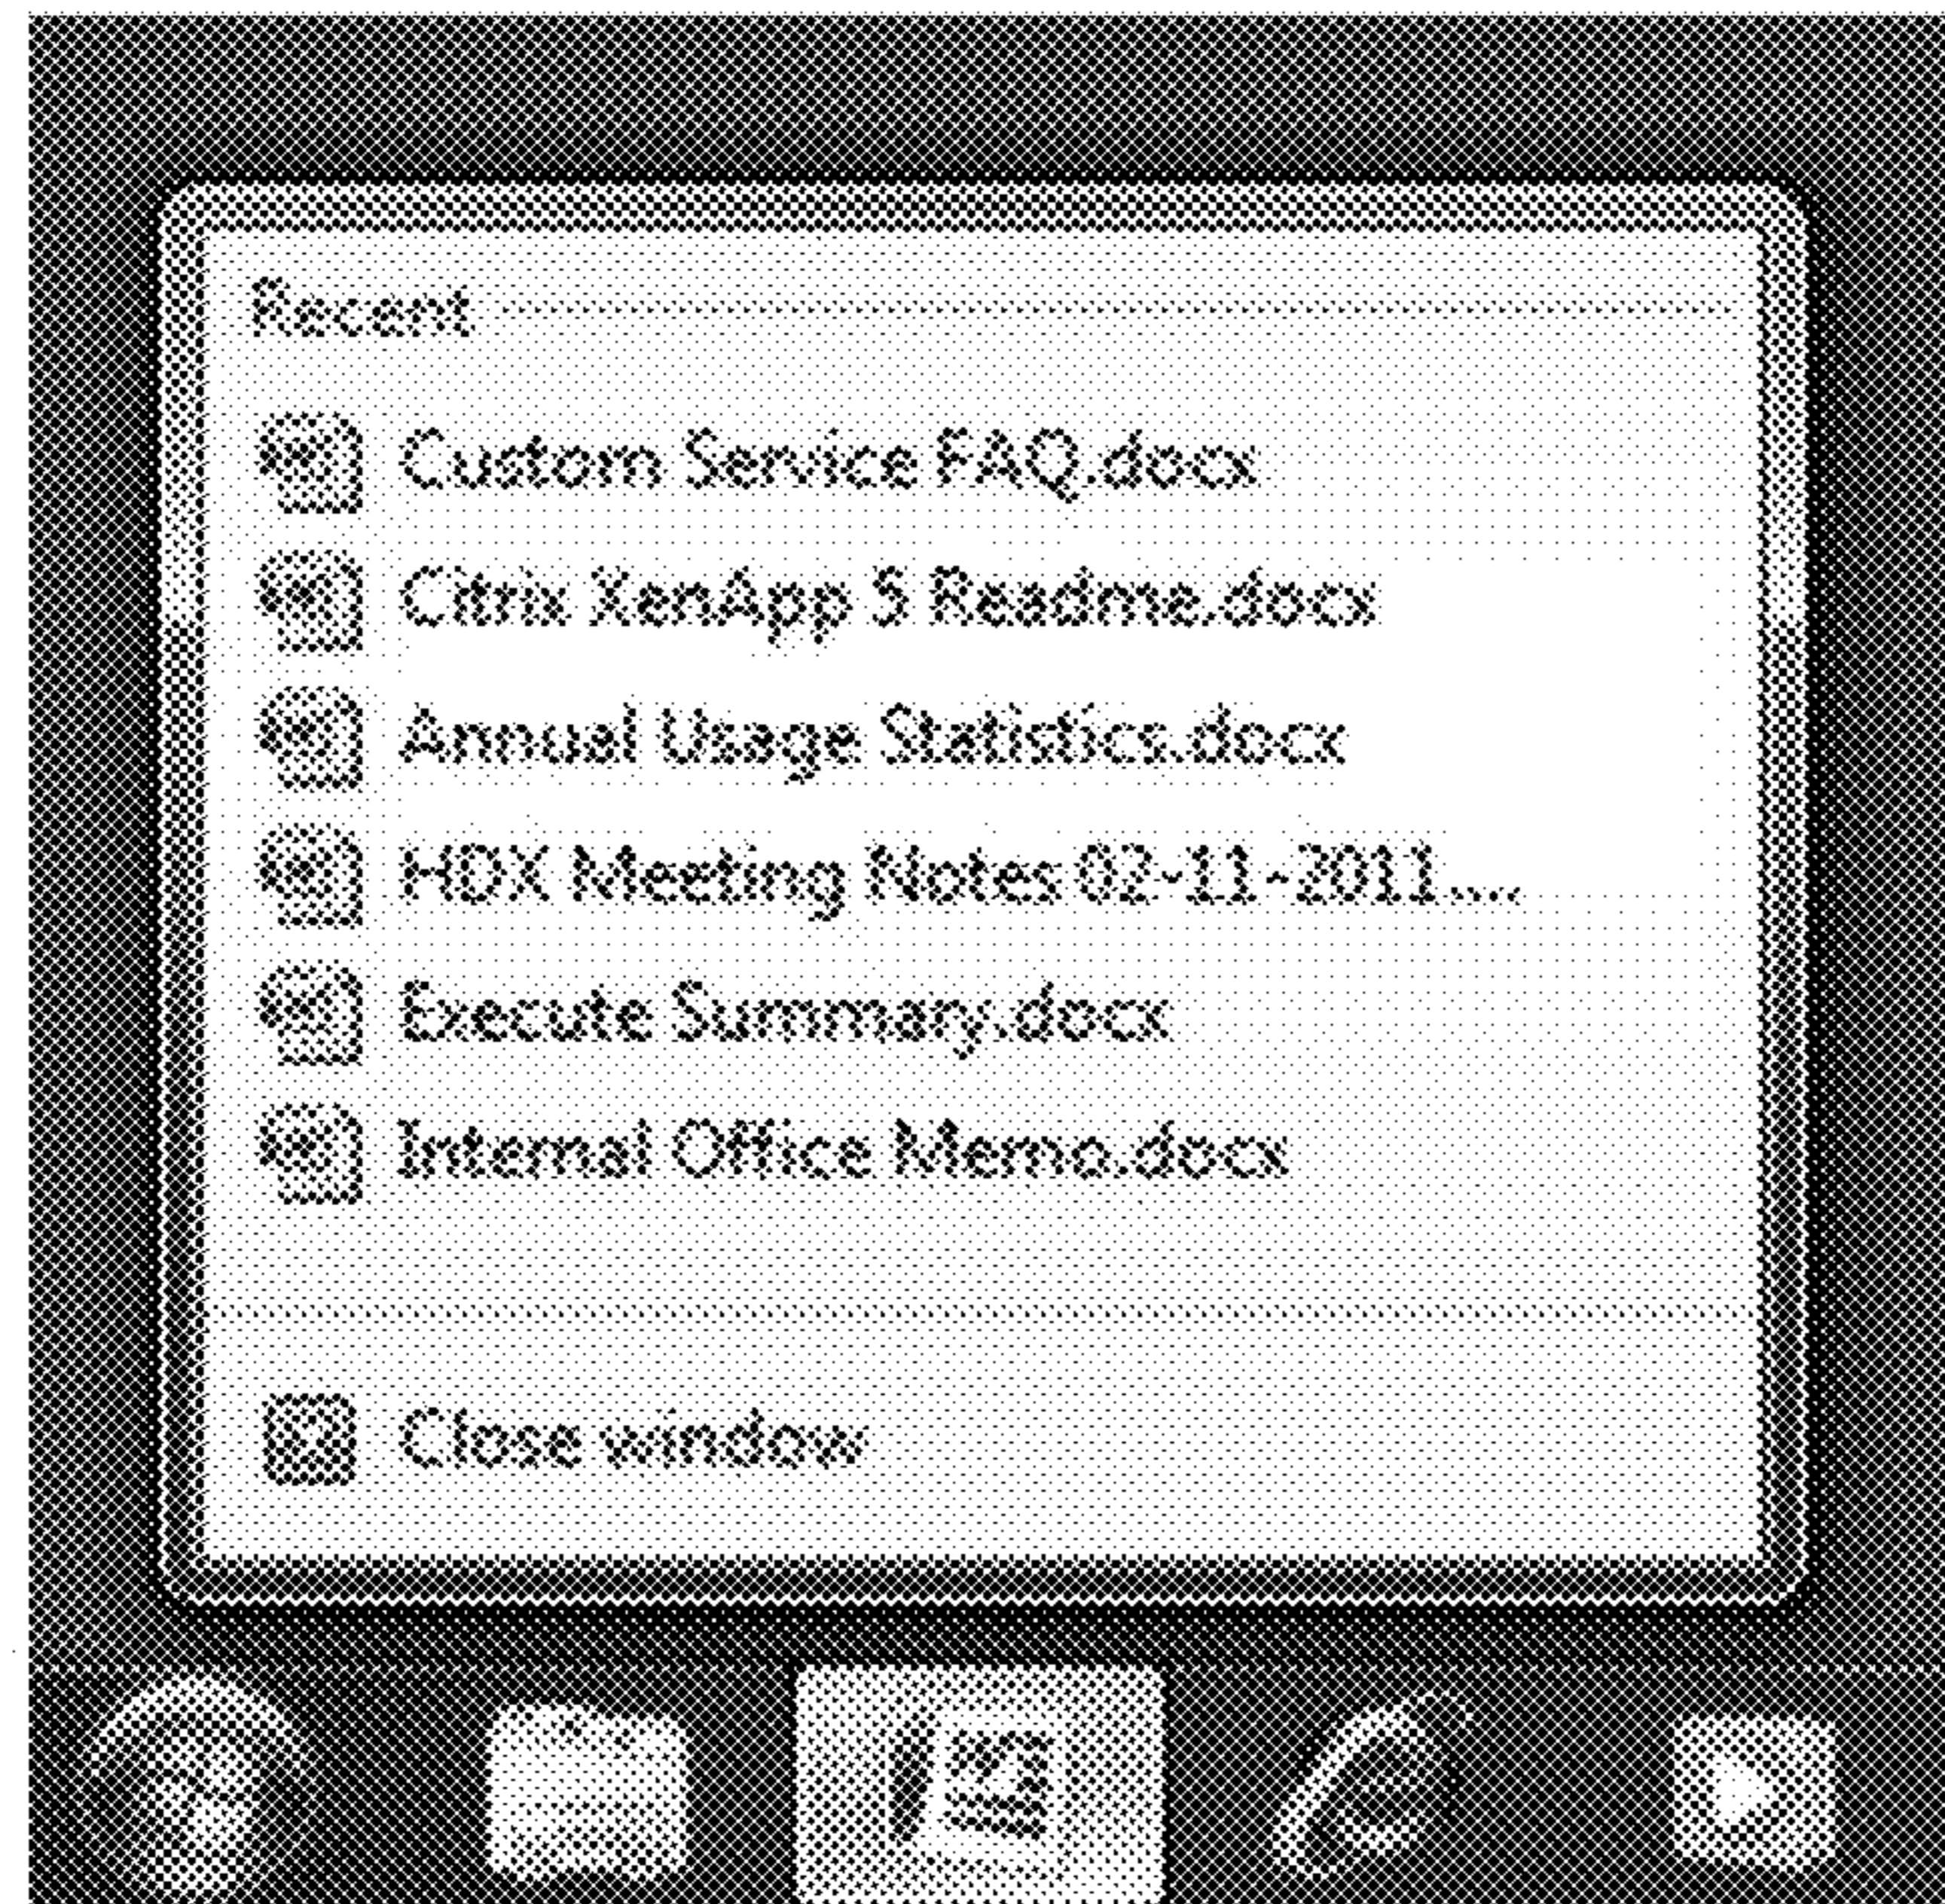 Recent
Custom Service FAQ.docx
Citrix XenApp 5 Readme.docx
Annual Usage Statistics.docx
HDX Meeting Notes 02-11-2011....
Execute Summary.docx
Internal Office Memo.docx
Close window